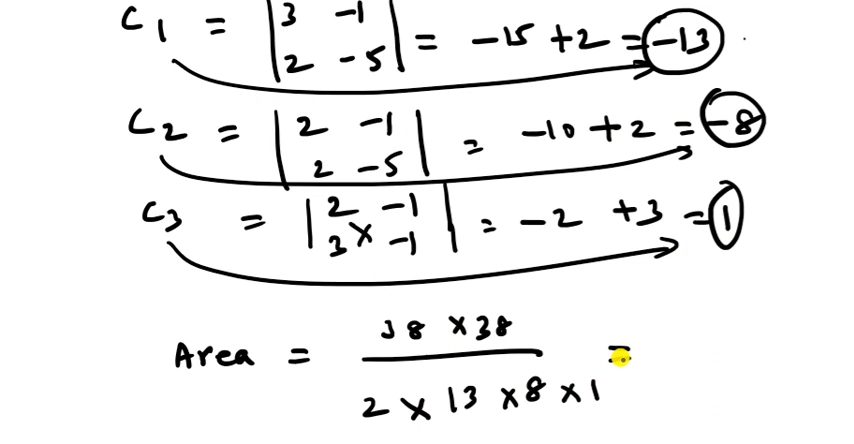 C1 = |3 -1| = -15 + 2 = -13
|2 -5|
C2 = |2 -1| = -10 + 2 = -8
|2 -5|
C3 = |2 -1| = -2 + 3 = 1
|3 × -1|
Area = 38 × 38 =
2 × 13 × 8 × 1